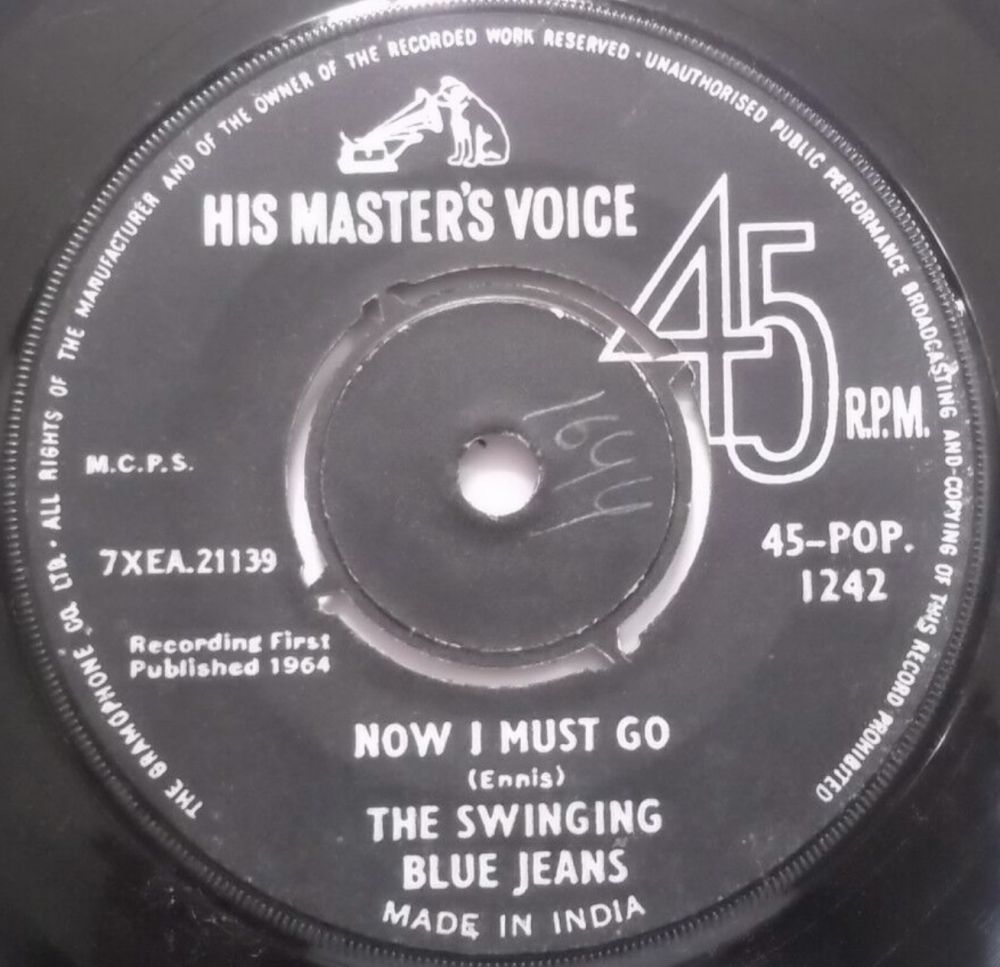 THE GRAMOPHONE CO. LTD. · ALL RIGHTS OF THE MANUFACTURER AND OF THE OWNER OF THE RECORDED WORK RESERVED · UNAUTHORISED PUBLIC PERFORMANCE BROADCASTING AND-COPYING OF THIS RECORD PROHIBITED
HIS MASTER'S VOICE
45 R.P.M.
M.C.P.S.
7XEA.21139
45-POP.
1242
Recording First
Published 1964
NOW I MUST GO
(Ennis)
THE SWINGING
BLUE JEANS
MADE IN INDIA